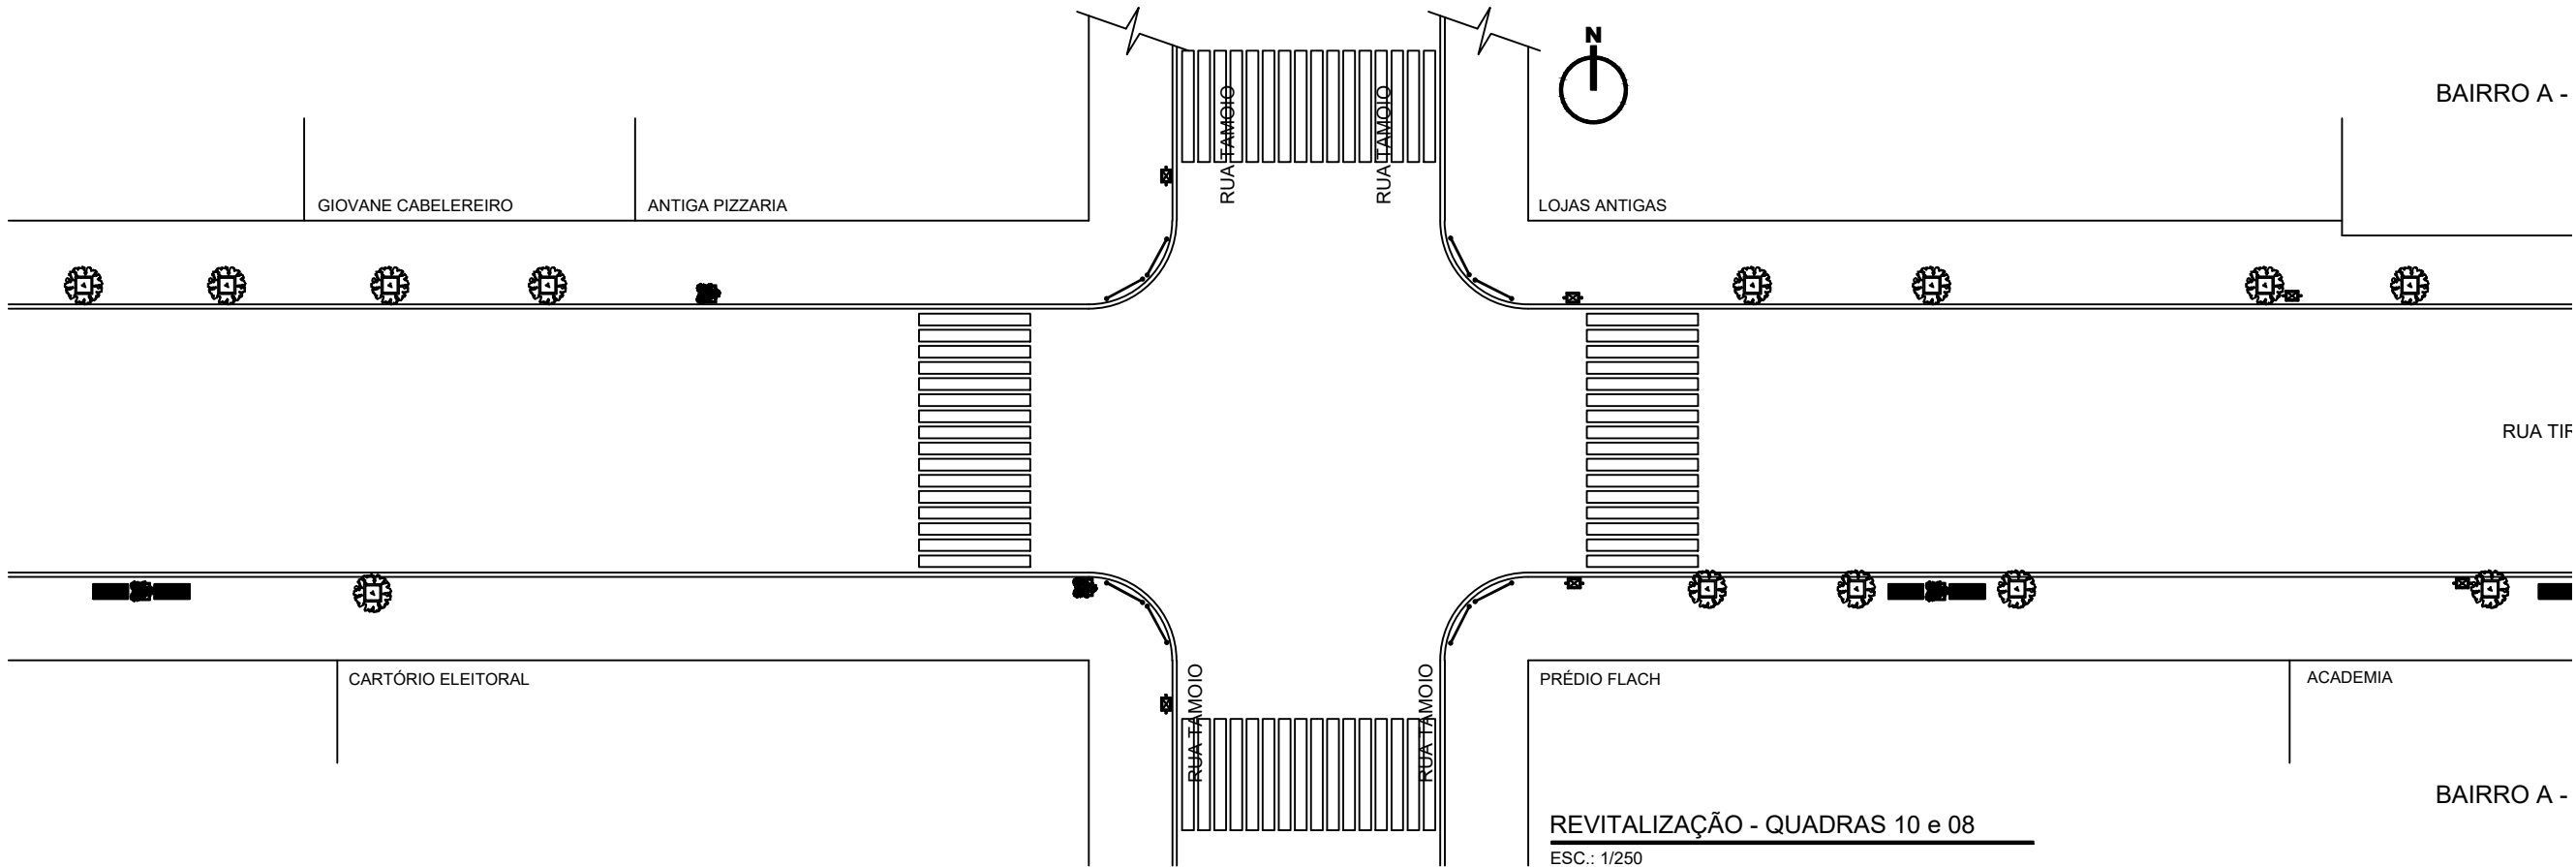 N
BAIRRO A -
RUA TAMOIO
RUA TAMOIO
GIOVANE CABELEREIRO
ANTIGA PIZZARIA
LOJAS ANTIGAS
RUA TIR
CARTÓRIO ELEITORAL
RUA TAMOIO
RUA TAMOIO
PRÉDIO FLACH
ACADEMIA
BAIRRO A -
REVITALIZAÇÃO - QUADRAS 10 e 08
ESC.: 1/250